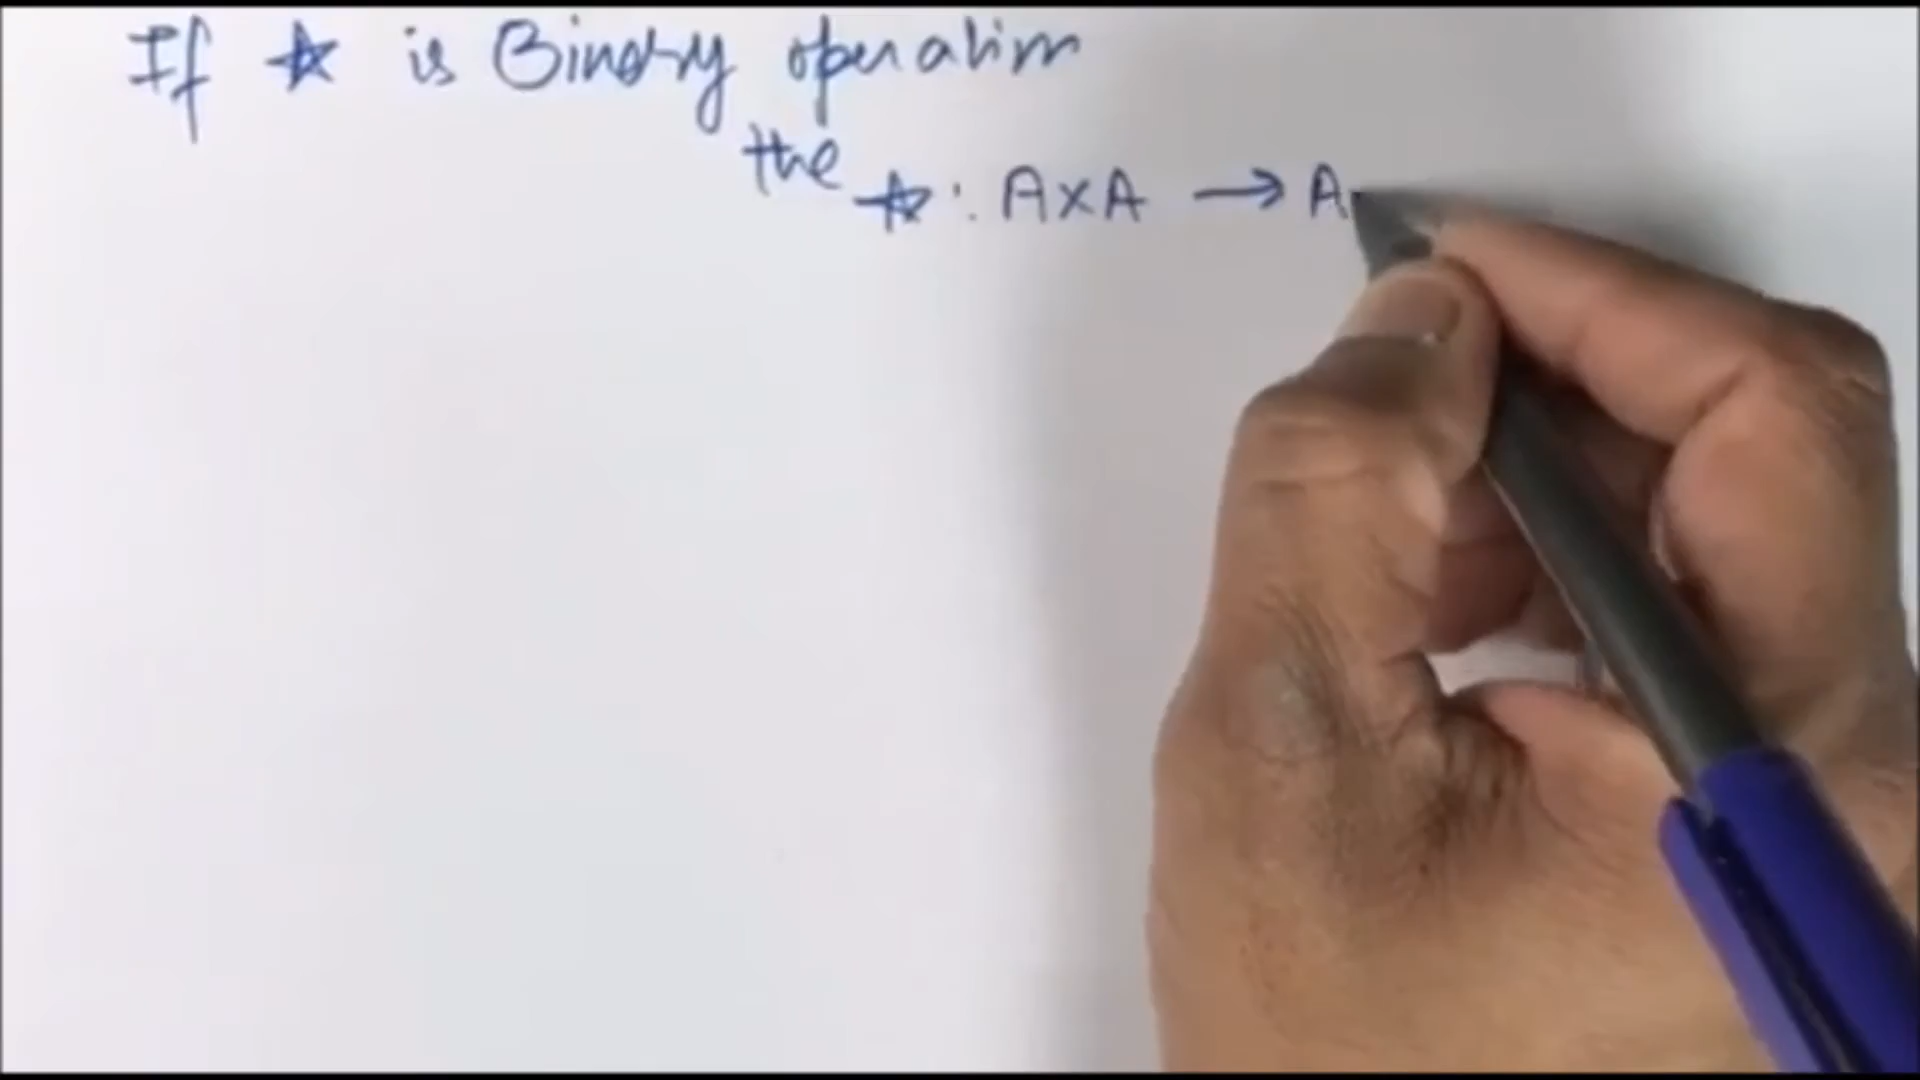 If ☆ is Binary operation
the ☆: A×A → A